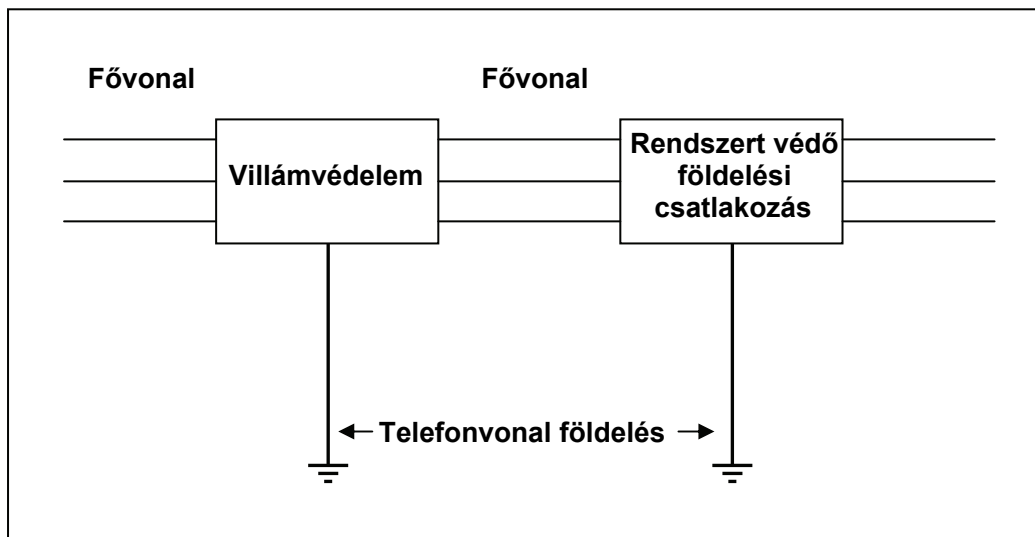 Fővonal
Fővonal
Villámvédelem
Rendszert védő
földelési
csatlakozás
Telefonvonal földelés